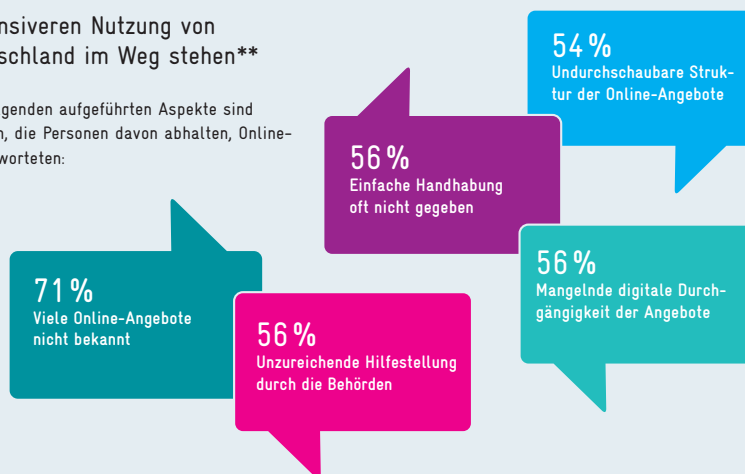 nsiveren Nutzung von
schland im Weg stehen**
genden aufgeführten Aspekte sind
n, die Personen davon abhalten, Online-
worteten:
54 %
Undurchschaubare Struk-
tur der Online-Angebote
56 %
Einfache Handhabung
oft nicht gegeben
56 %
Mangelnde digitale Durch-
gängigkeit der Angebote
71 %
Viele Online-Angebote
nicht bekannt
56 %
Unzureichende Hilfestellung
durch die Behörden